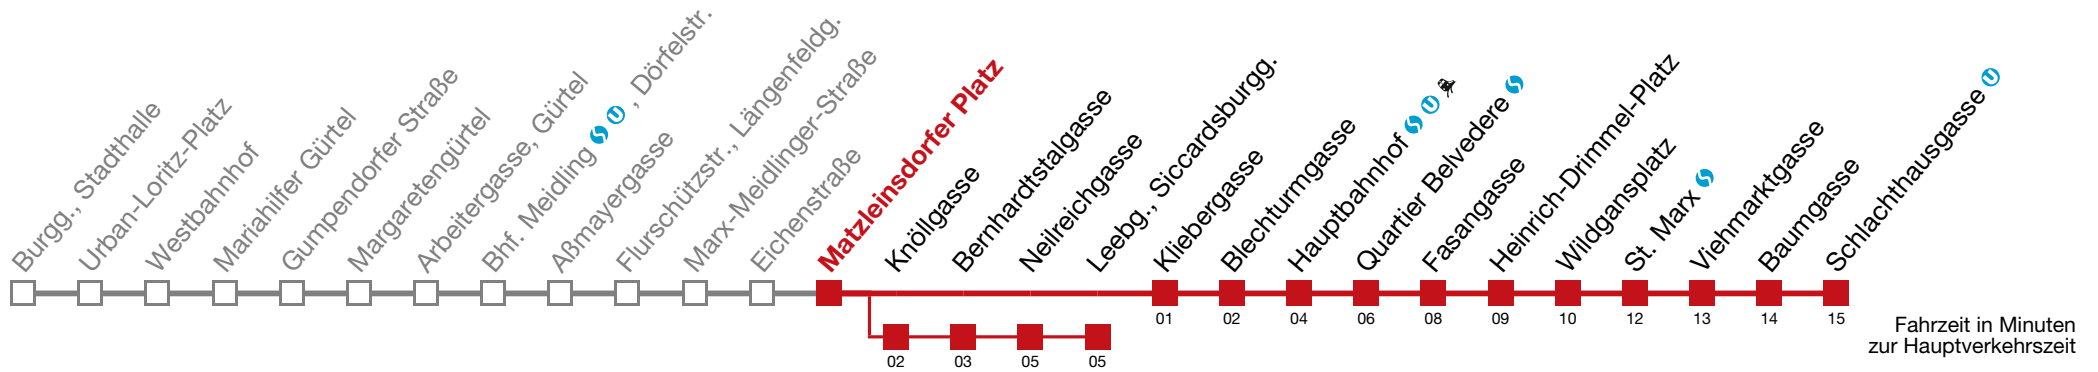 Burgg., Stadthalle
Urban-Loritz-Platz
Westbahnhof
Mariahilfer Gürtel
Gumpendorfer Straße
Margaretengürtel
Arbeitergasse, Gürtel
Bhf. Meidling S U , Dörfelstr.
Aßmayergasse
Flurschützstr., Längenfeldg.
Marx-Meidlinger-Straße
Eichenstraße
Matzleinsdorfer Platz
Knöllgasse
Bernhardtstalgasse
Neilreichgasse
Leebg., Siccardsburgg.
Kliebergasse
Blechturmgasse
Hauptbahnhof S U
Quartier Belvedere S
Fasangasse
Heinrich-Drimmel-Platz
Wildgansplatz
St. Marx S
Viehmarktgasse
Baumgasse
Schlachthausgasse U
01 02 04 06 08 09 10 12 13 14 15
02 03 05 05
Fahrzeit in Minuten
zur Hauptverkehrszeit